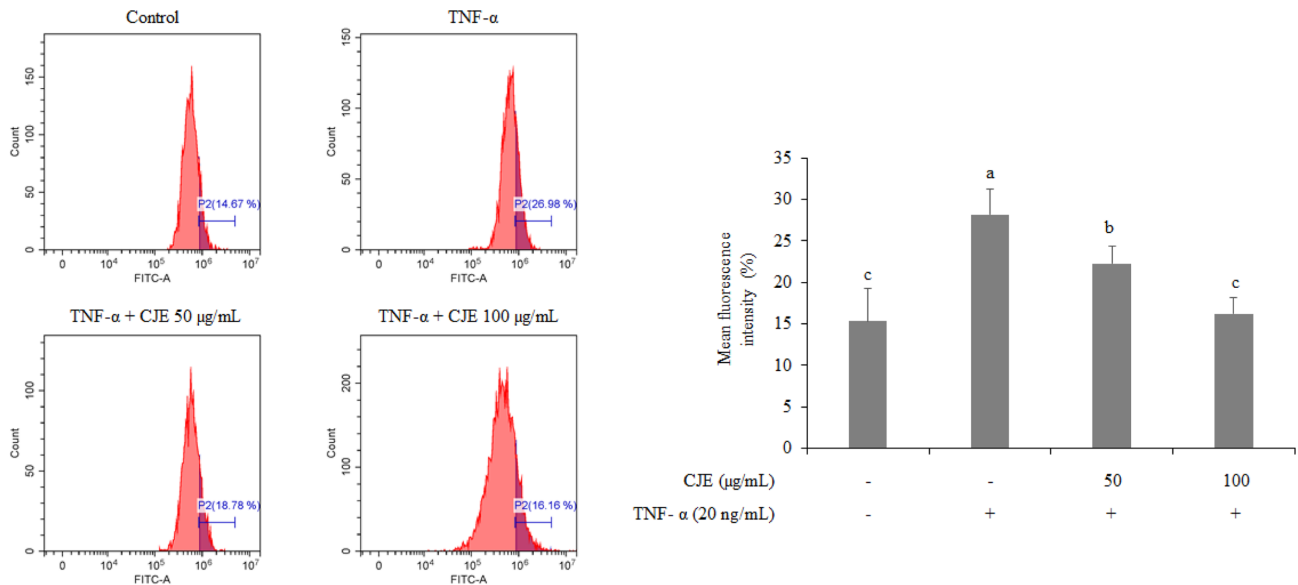 Control
150
100
50
0
Count
P2(14.67 %)
0 10⁴ 10⁵ 10⁶ 10⁷
FITC-A
TNF-α
150
100
50
0
Count
P2(26.98 %)
0 10⁴ 10⁵ 10⁶ 10⁷
FITC-A
TNF-α + CJE 50 μg/mL
100
50
0
Count
P2(18.78 %)
0 10⁴ 10⁵ 10⁶ 10⁷
FITC-A
TNF-α + CJE 100 μg/mL
200
100
0
Count
P2(16.16 %)
0 10⁴ 10⁵ 10⁶ 10⁷
FITC-A
Mean fluorescence
intensity (%)
35
30
25
20
15
10
5
0
c
a
b
c
CJE (μg/mL) - - 50 100
TNF- α (20 ng/mL) - + + +